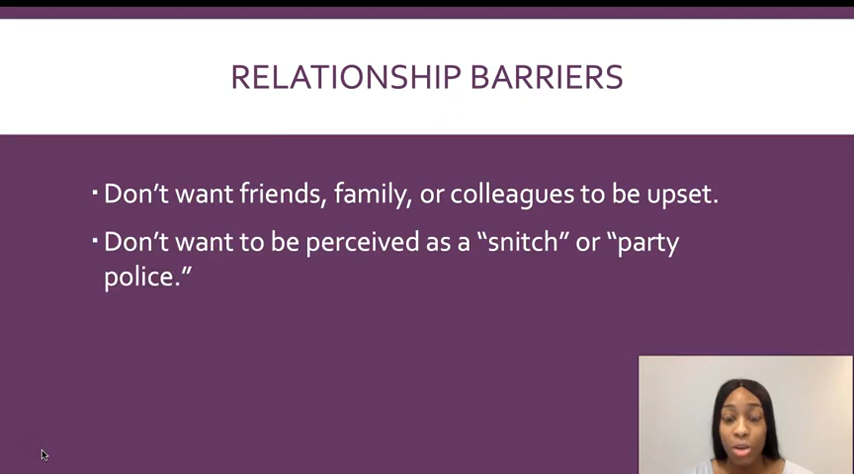 RELATIONSHIP BARRIERS
▪ Don’t want friends, family, or colleagues to be upset.
▪ Don’t want to be perceived as a “snitch” or “party
police.”